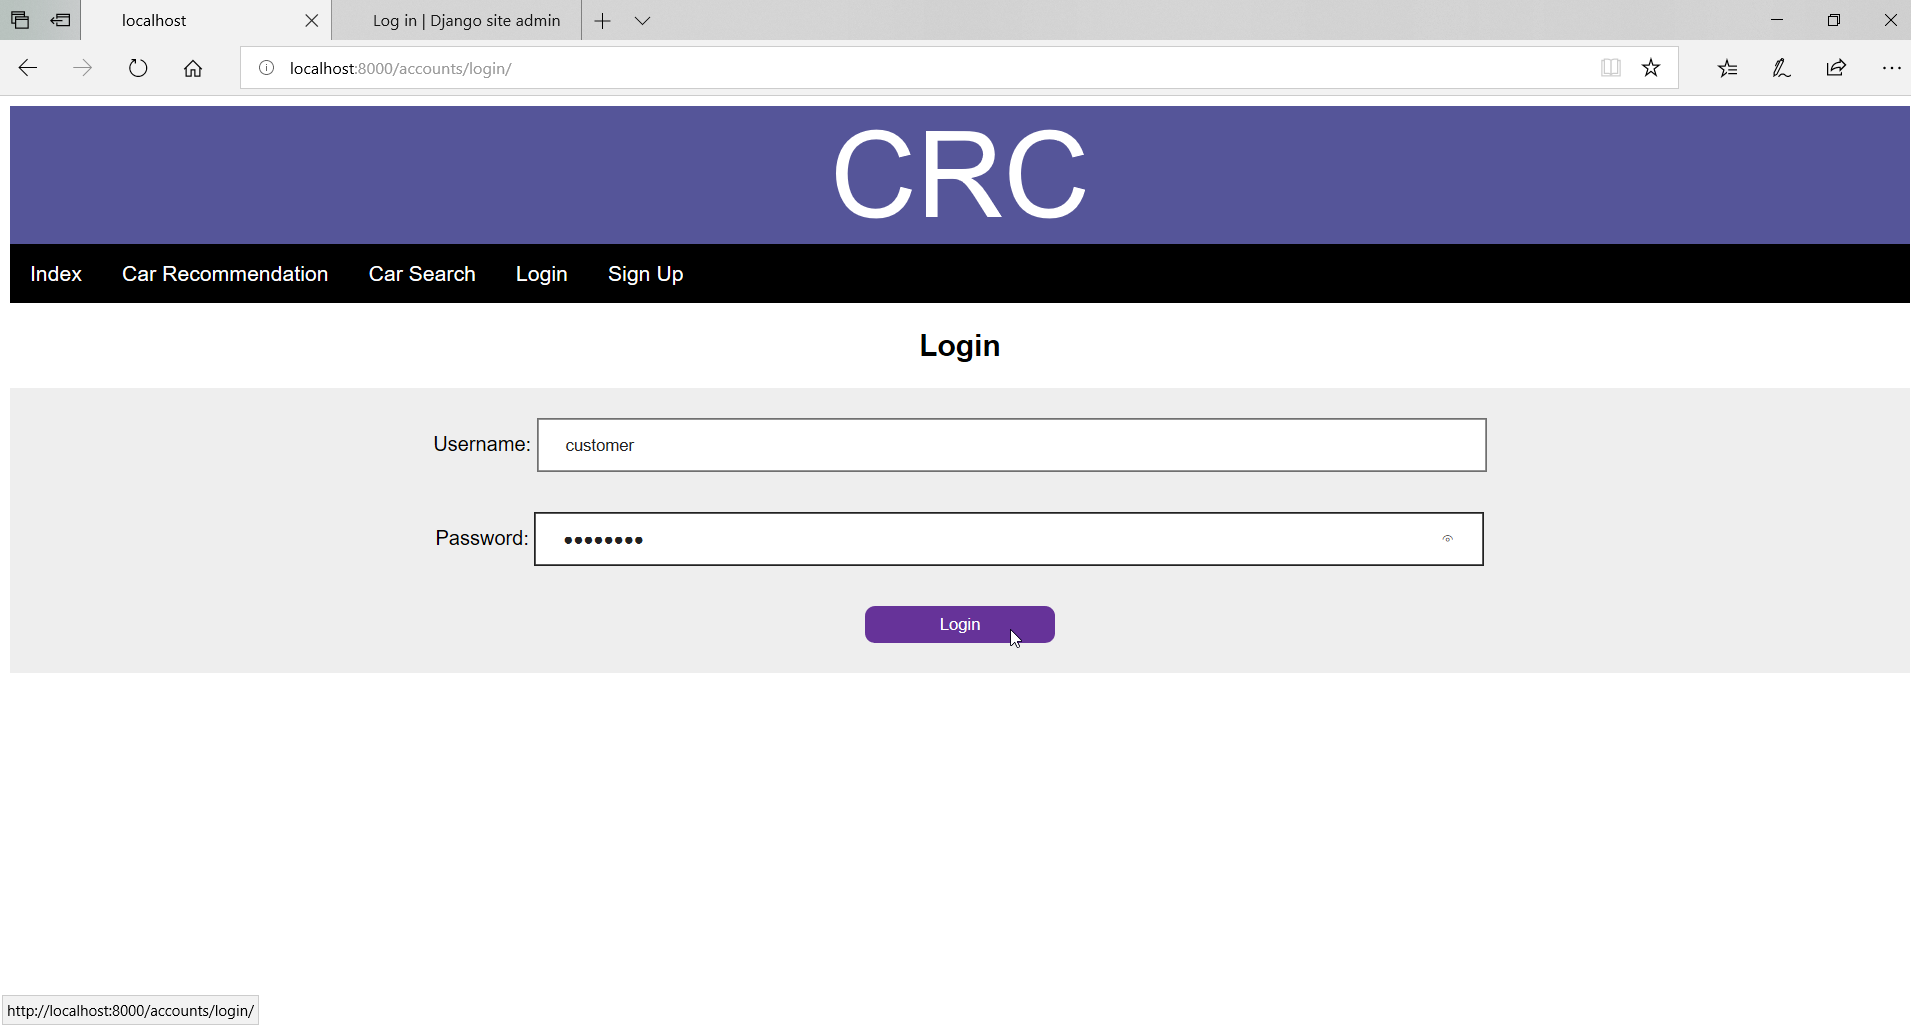 localhost
Log in | Django site admin
localhost:8000/accounts/login/
CRC
Index Car Recommendation Car Search Login Sign Up
Login
Username: customer
Password: ••••••••
Login
http://localhost:8000/accounts/login/